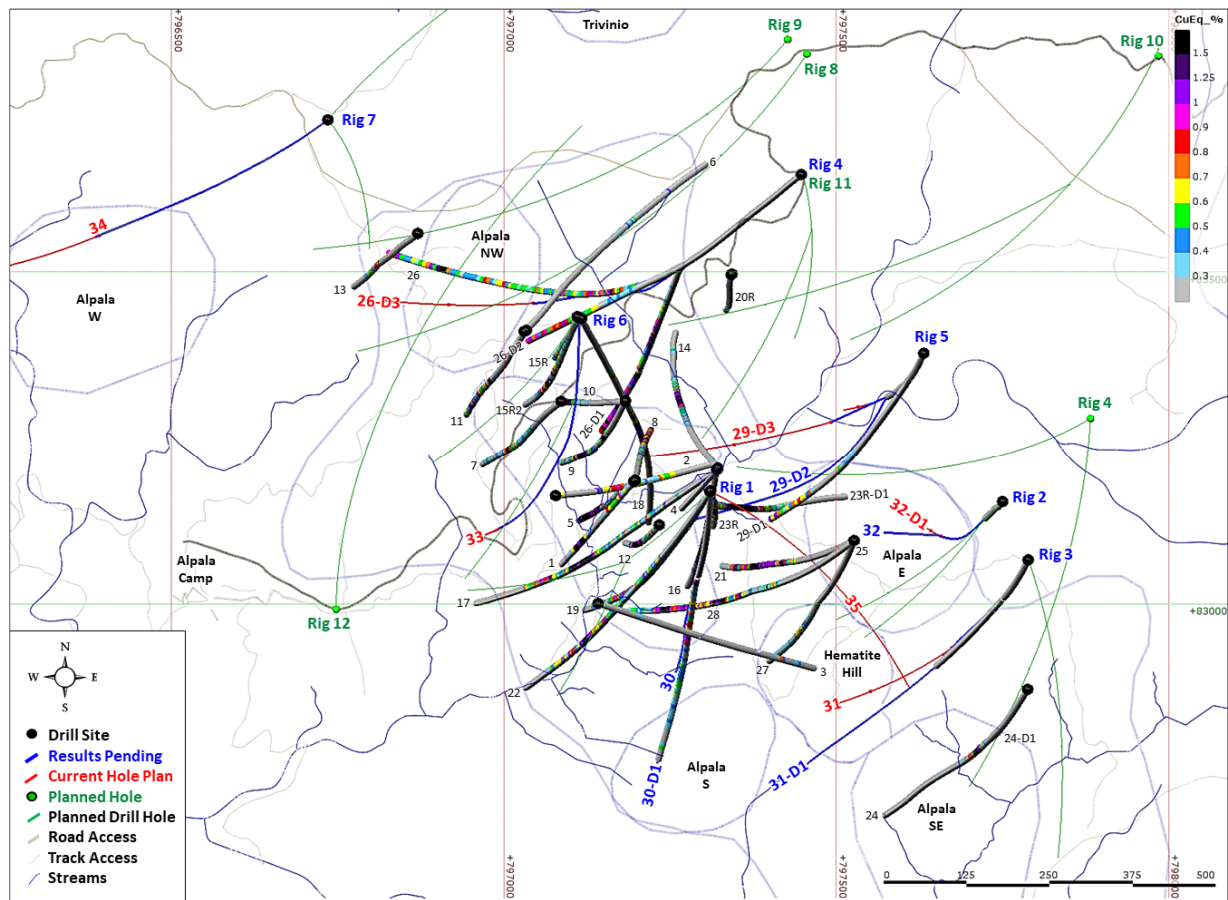 +796500
+797000
+797500
+798000
+83500
+83000
Trivinio
Rig 9
Rig 8
Rig 10
CuEq_%
1.5
1.25
1
0.9
0.8
0.7
0.6
0.5
0.4
0.3
Rig 7
Rig 4
Rig 11
6
34
Alpala
NW
26
13
26-D3
20R
Alpala
W
Rig 6
26-D2
15R
14
Rig 5
15R2
10
11
26-D1
8
29-D3
Rig 4
7
9
2
Rig 1
29-D2
23R-D1
32-D1
Rig 2
18
4
5
23R
29-D1
32
33
25
Alpala
E
Rig 3
12
1
21
Alpala
Camp
17
16
19
28
35
Rig 12
Hematite
Hill
27
3
30
22
31
24-D1
Alpala
S
30-D1
31-D1
24
Alpala
SE
N
W
E
S
Drill Site
Results Pending
Current Hole Plan
Planned Hole
Planned Drill Hole
Road Access
Track Access
Streams
0
125
250
375
500